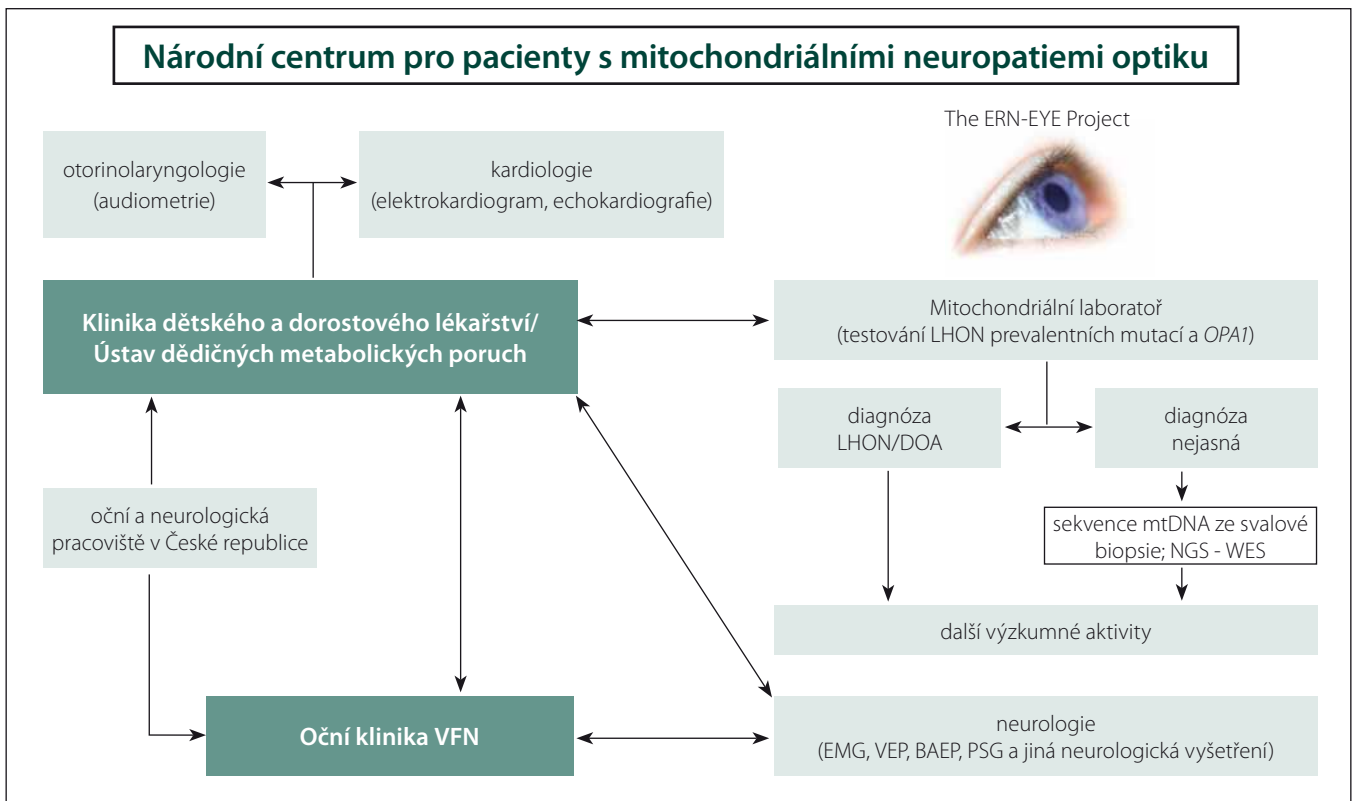 Národní centrum pro pacienty s mitochondriálními neuropatiemi optiku
The ERN-EYE Project
otorinolaryngologie
(audiometrie)
kardiologie
(elektrokardiogram, echokardiografie)
Klinika dětského a dorostového lékařství/
Ústav dědičných metabolických poruch
Mitochondriální laboratoř
(testování LHON prevalentních mutací a OPA1)
diagnóza
LHON/DOA
diagnóza
nejasná
oční a neurologická
pracoviště v České republice
sekvence mtDNA ze svalové
biopsie; NGS - WES
další výzkumné aktivity
Oční klinika VFN
neurologie
(EMG, VEP, BAEP, PSG a jiná neurologická vyšetření)